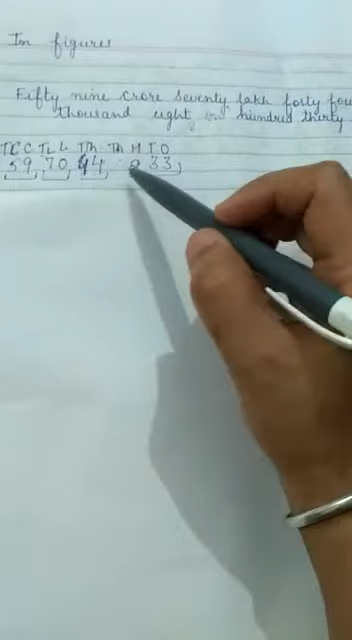 In figures
Fifty nine crore seventy lakh forty four
thousand eight hundred thirty
TC C TL L TTh Th H T O
59, 70, 44, 833